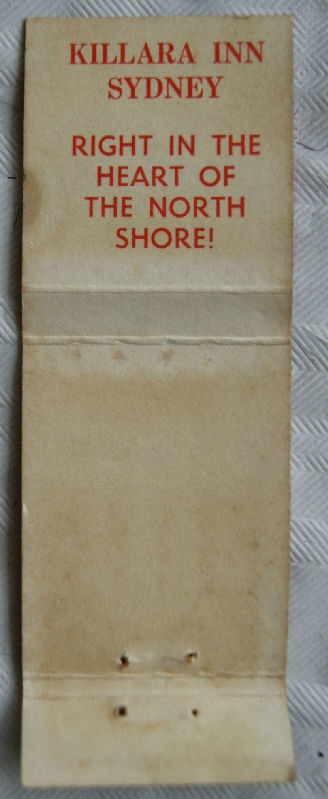 KILLARA INN
SYDNEY
RIGHT IN THE
HEART OF
THE NORTH
SHORE!